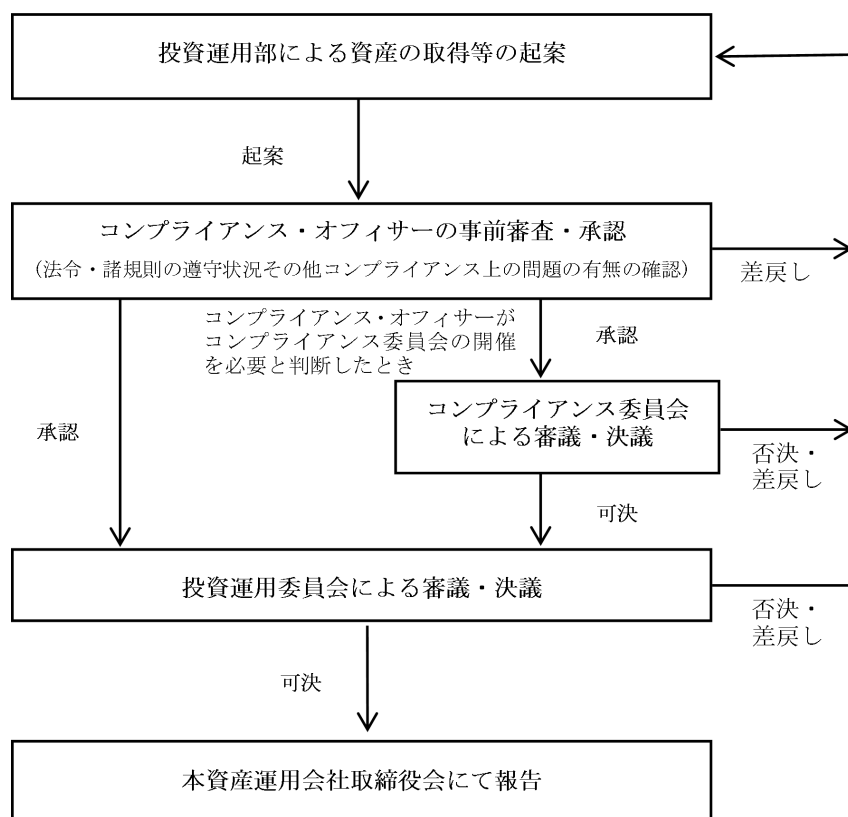 投資運用部による資産の取得等の起案
起案
コンプライアンス・オフィサーの事前審査・承認
(法令・諸規則の遵守状況その他コンプライアンス上の問題の有無の確認)
差戻し
コンプライアンス・オフィサーが
コンプライアンス委員会の開催
を必要と判断したとき
承認
承認
コンプライアンス委員会
による審議・決議
否決・
差戻し
可決
投資運用委員会による審議・決議
否決・
差戻し
可決
本資産運用会社取締役会にて報告